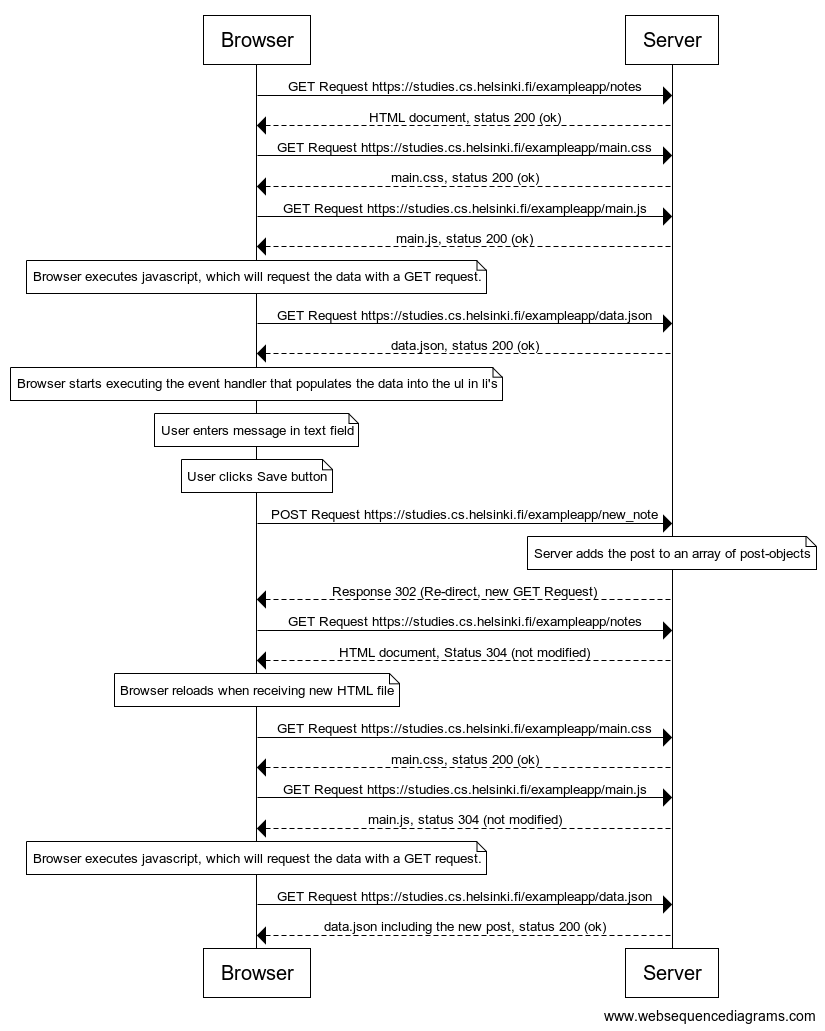 Browser
Server
GET Request https://studies.cs.helsinki.fi/exampleapp/notes
HTML document, status 200 (ok)
GET Request https://studies.cs.helsinki.fi/exampleapp/main.css
main.css, status 200 (ok)
GET Request https://studies.cs.helsinki.fi/exampleapp/main.js
main.js, status 200 (ok)
Browser executes javascript, which will request the data with a GET request.
GET Request https://studies.cs.helsinki.fi/exampleapp/data.json
data.json, status 200 (ok)
Browser starts executing the event handler that populates the data into the ul in li's
User enters message in text field
User clicks Save button
POST Request https://studies.cs.helsinki.fi/exampleapp/new_note
Server adds the post to an array of post-objects
Response 302 (Re-direct, new GET Request)
GET Request https://studies.cs.helsinki.fi/exampleapp/notes
HTML document, Status 304 (not modified)
Browser reloads when receiving new HTML file
GET Request https://studies.cs.helsinki.fi/exampleapp/main.css
main.css, status 200 (ok)
GET Request https://studies.cs.helsinki.fi/exampleapp/main.js
main.js, status 304 (not modified)
Browser executes javascript, which will request the data with a GET request.
GET Request https://studies.cs.helsinki.fi/exampleapp/data.json
data.json including the new post, status 200 (ok)
Browser
Server
www.websequencediagrams.com